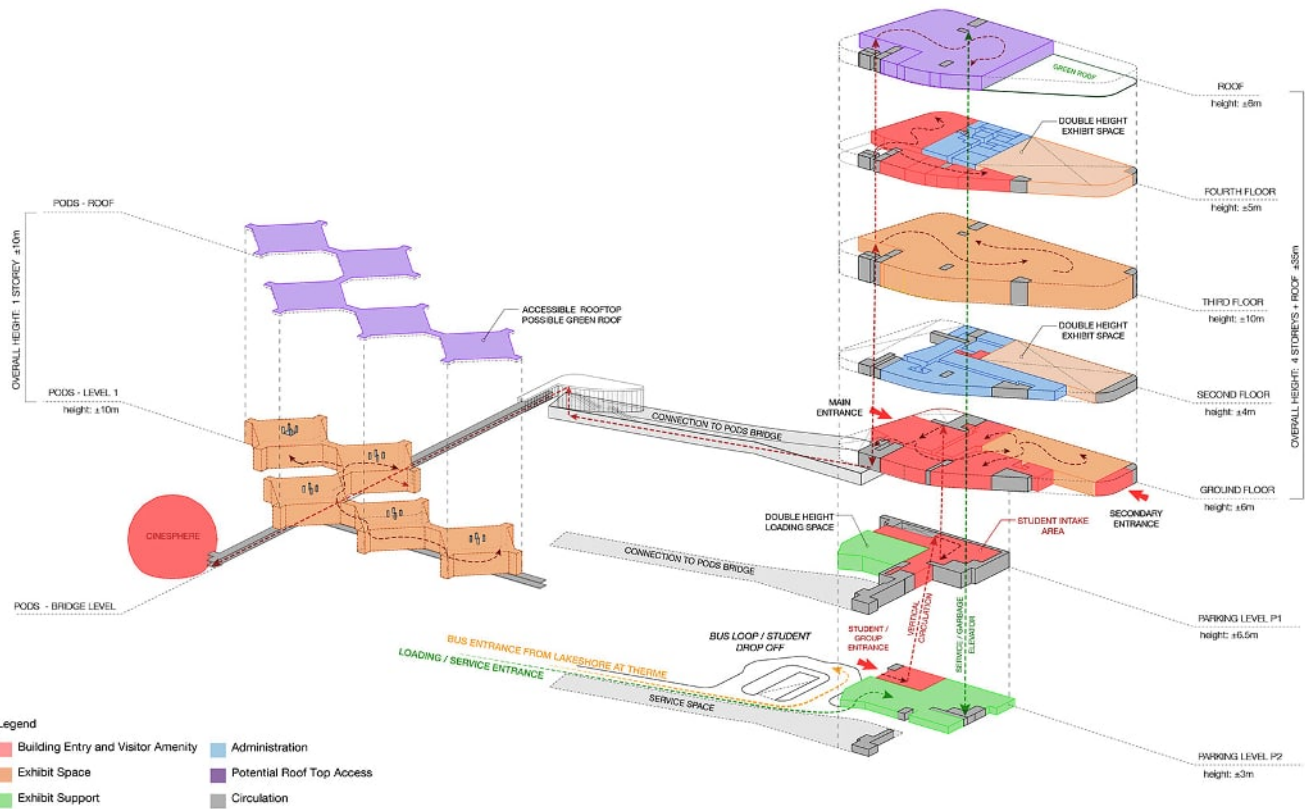 GREEN ROOF
ROOF
height: ±6m
DOUBLE HEIGHT
EXHIBIT SPACE
FOURTH FLOOR
height: ±5m
PODS - ROOF
OVERALL HEIGHT: 1 STOREY ±10m
ACCESSIBLE ROOFTOP
POSSIBLE GREEN ROOF
THIRD FLOOR
height: ±10m
OVERALL HEIGHT: 4 STOREYS + ROOF ±35m
DOUBLE HEIGHT
EXHIBIT SPACE
SECOND FLOOR
height: ±4m
PODS - LEVEL 1
height: ±10m
MAIN
ENTRANCE
CONNECTION TO PODS BRIDGE
GROUND FLOOR
height: ±6m
SECONDARY
ENTRANCE
CINESPHERE
DOUBLE HEIGHT
LOADING SPACE
STUDENT INTAKE
AREA
CONNECTION TO PODS BRIDGE
PODS - BRIDGE LEVEL
PARKING LEVEL P1
height: ±6.5m
VERTICAL
CIRCULATION
SERVICE / GARBAGE
ELEVATOR
STUDENT /
GROUP
ENTRANCE
BUS LOOP / STUDENT
DROP OFF
BUS ENTRANCE FROM LAKESHORE AT THERME
LOADING / SERVICE ENTRANCE
SERVICE SPACE
PARKING LEVEL P2
height: ±3m
Legend
Building Entry and Visitor Amenity
Administration
Exhibit Space
Potential Roof Top Access
Exhibit Support
Circulation